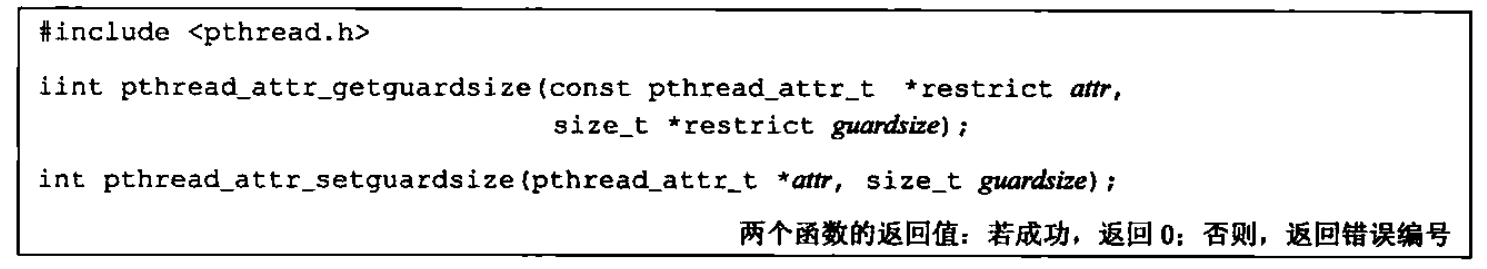 #include <pthread.h>
iint pthread_attr_getguardsize(const pthread_attr_t *restrict attr,
size_t *restrict guardsize);
int pthread_attr_setguardsize(pthread_attr_t *attr, size_t guardsize);
两个函数的返回值：若成功，返回 0；否则，返回错误编号